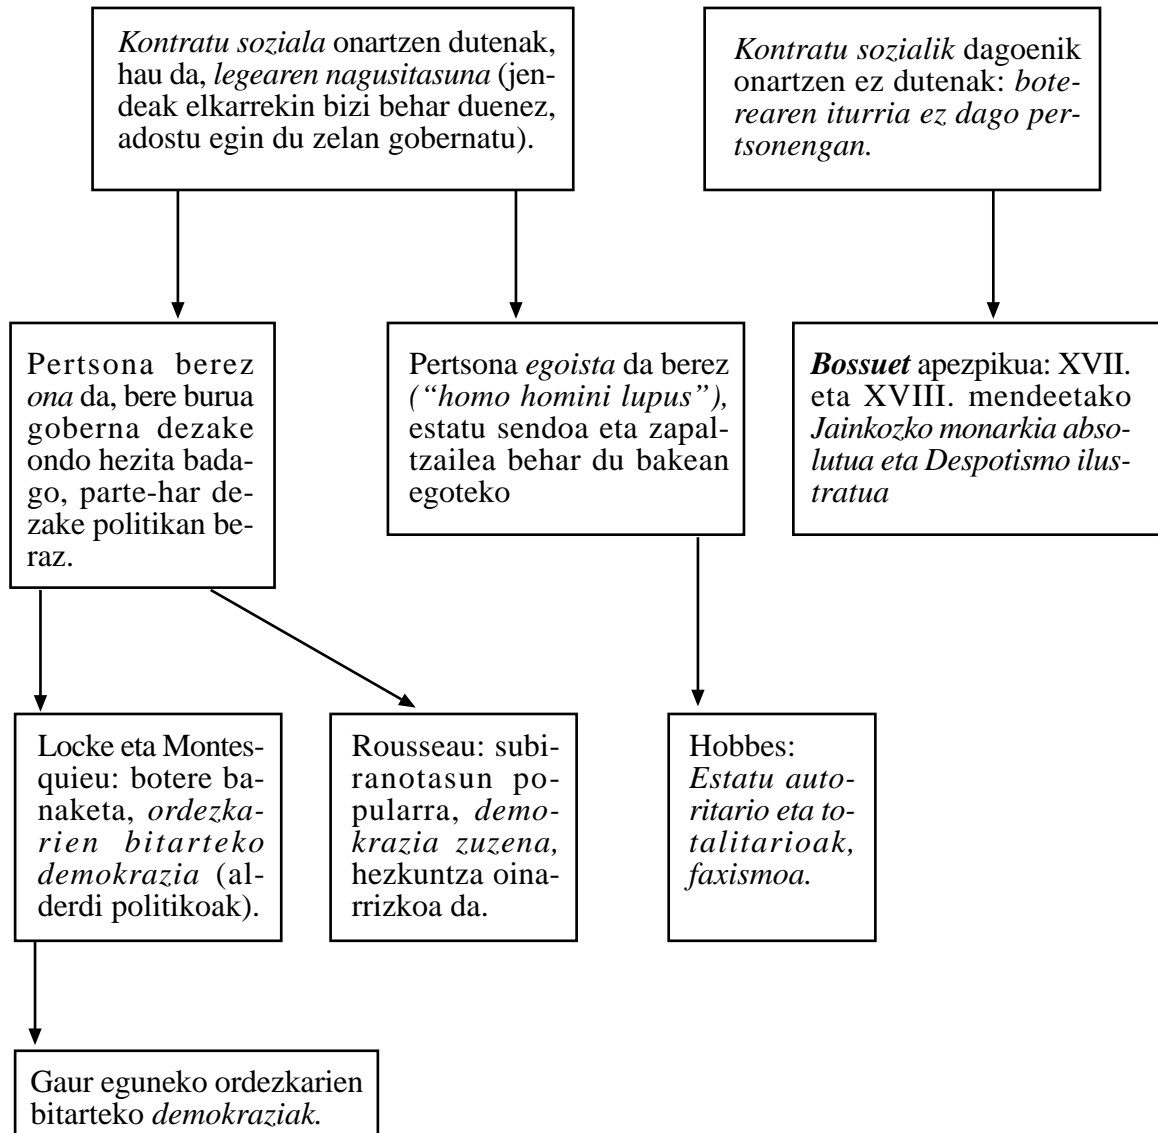 Kontratu soziala onartzen dutenak,
hau da, legearen nagusitasuna (jen-
deak elkarrekin bizi behar duenez,
adostu egin du zelan gobernatu).
Kontratu sozialik dagoenik
onartzen ez dutenak: bote-
rearen iturria ez dago per-
tsonengan.
Pertsona berez
ona da, bere burua
goberna dezake
ondo hezita bada-
go, parte-har de-
zake politikan be-
raz.
Pertsona egoista da berez
(“homo homini lupus”),
estatu sendoa eta zapal-
tzailea behar du bakean
egoteko
Bossuet apezpikua: XVII.
eta XVIII. mendeetako
Jainkozko monarkia abso-
lutua eta Despotismo ilus-
tratua
Locke eta Montes-
quieu: botere ba-
naketa, ordezka-
rien bitarteko
demokrazia (al-
derdi politikoak).
Rousseau: subi-
ranotasun po-
pularra, demo-
krazia zuzena,
hezkuntza oina-
rrizkoa da.
Hobbes:
Estatu auto-
ritario eta to-
talitarioak,
faxismoa.
Gaur eguneko ordezkarien
bitarteko demokraziak.